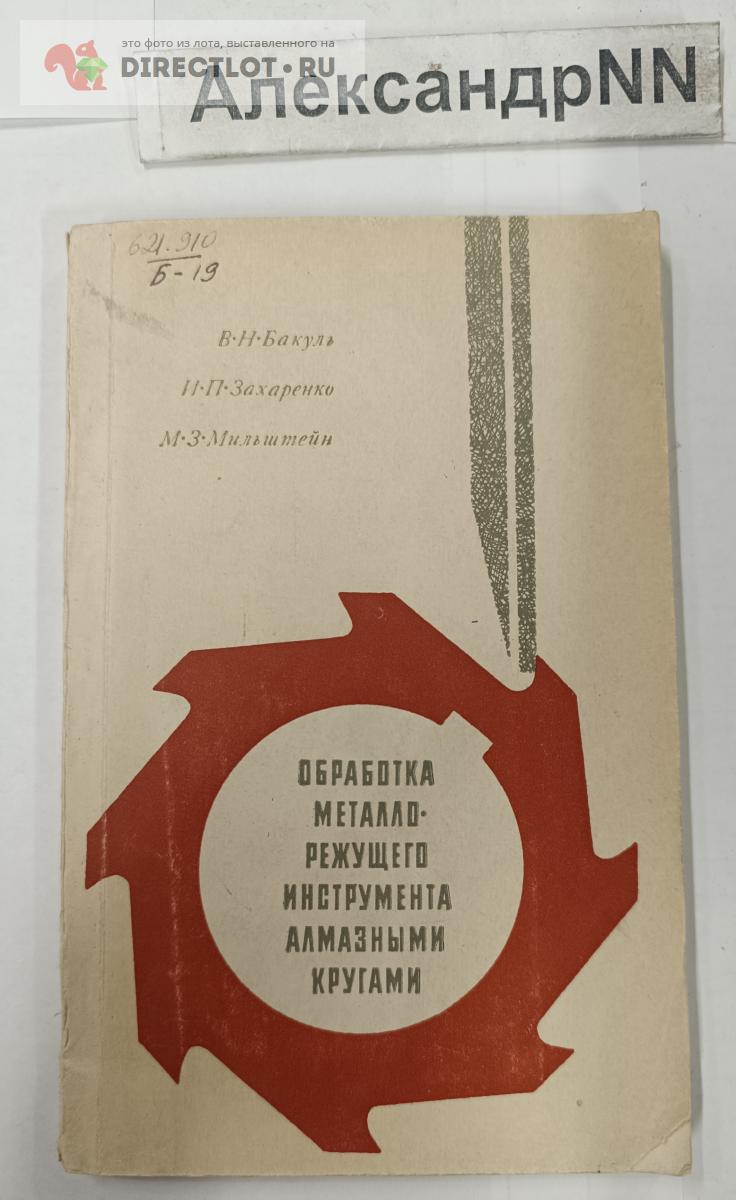 это фото из лота, выставленного на
DIRECTLOT.RU
АлександрNN
621.910
Б-19
В·Н·Бакуль
И·П·Захаренко
М·З·Мильштейн
ОБРАБОТКА
МЕТАЛЛО-
РЕЖУЩЕГО
ИНСТРУМЕНТА
АЛМАЗНЫМИ
КРУГАМИ